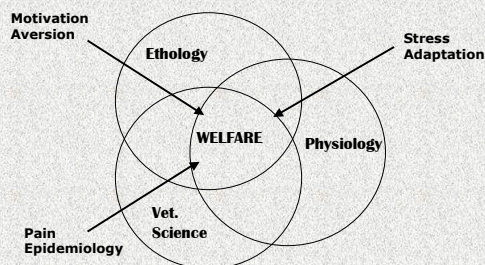 Motivation
Aversion
Ethology
Stress
Adaptation
WELFARE
Physiology
Vet.
Science
Pain
Epidemiology